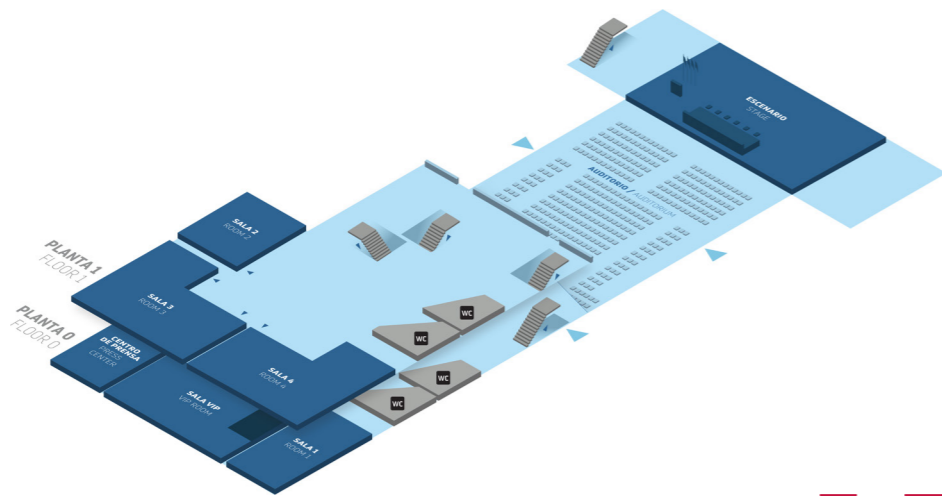 ESCENARIO
STAGE
AUDITORIO / AUDITORIUM
SALA 2
ROOM 2
PLANTA 1
FLOOR 1
SALA 3
ROOM 3
PLANTA 0
FLOOR 0
CENTRO
DE PRENSA
PRESS
CENTER
SALA 4
ROOM 4
SALA VIP
VIP ROOM
SALA 1
ROOM 1
WC
WC
WC
WC